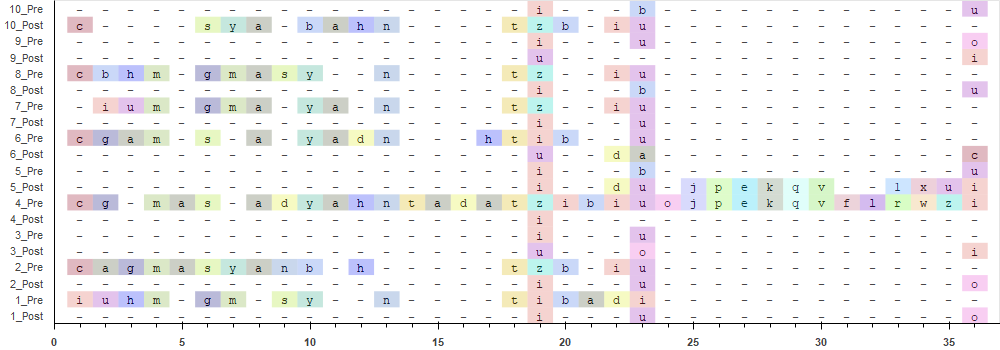 10_Pre - - - - - - - - - - - - - - - - - - i - - - b - - - - - - - - - - - - u
10_Post c - - - - s y a - b a h n - - - - t z b - i u - - - - - - - - - - - - -
9_Pre - - - - - - - - - - - - - - - - - - i - - - u - - - - - - - - - - - - o
9_Post - - - - - - - - - - - - - - - - - - u - - - - - - - - - - - - - - - - i
8_Pre c b h m - g m a s y - - n - - - - t z - - i u - - - - - - - - - - - - -
8_Post - - - - - - - - - - - - - - - - - - i - - - b - - - - - - - - - - - - u
7_Pre - i u m - g m a - y a - n - - - - t z - - i u - - - - - - - - - - - - -
7_Post - - - - - - - - - - - - - - - - - - i - - - u - - - - - - - - - - - - -
6_Pre c g a m - s - a - y a d n - - - h t i b - - u - - - - - - - - - - - - -
6_Post - - - - - - - - - - - - - - - - - - u - - d a - - - - - - - - - - - - c
5_Pre - - - - - - - - - - - - - - - - - - i - - - b - - - - - - - - - - - - u
5_Post - - - - - - - - - - - - - - - - - - i - - d u - j p e k q v - - l x u i
4_Pre c g - m a s - a d y a h n t a d a t z i b i u o j p e k q v f l r w z i
4_Post - - - - - - - - - - - - - - - - - - i - - - - - - - - - - - - - - - - -
3_Pre - - - - - - - - - - - - - - - - - - i - - - u - - - - - - - - - - - - -
3_Post - - - - - - - - - - - - - - - - - - u - - - o - - - - - - - - - - - - i
2_Pre c a g m a s y a n b - h - - - - - t z b - i u - - - - - - - - - - - - -
2_Post - - - - - - - - - - - - - - - - - - i - - - u - - - - - - - - - - - - o
1_Pre i u h m - g m - s y - - n - - - - t i b a d i - - - - - - - - - - - - -
1_Post - - - - - - - - - - - - - - - - - - i - - - u - - - - - - - - - - - - o
0 5 10 15 20 25 30 35